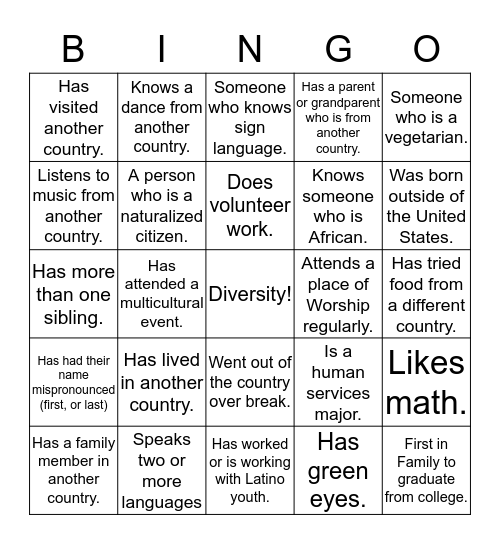 B I N G O
Has
visited
another
country.
Knows a
dance from
another
country.
Someone
who knows
sign
language.
Has a parent
or grandparent
who is from
another
country.
Someone
who is a
vegetarian.
Listens to
music from
another
country.
A person
who is a
naturalized
citizen.
Does
volunteer
work.
Knows
someone
who is
African.
Was born
outside of
the United
States.
Has more
than one
sibling.
Has
attended a
multicultural
event.
Diversity!
Attends a
place of
Worship
regularly.
Has tried
food from
a different
country.
Has had their
name
mispronounced
(first, or last)
Has lived
in another
country.
Went out of
the country
over break.
Is a
human
services
major.
Likes
math.
Has a family
member in
another
country.
Speaks
two or
more
languages
Has worked
or is working
with Latino
youth.
Has
green
eyes.
First in
Family to
graduate
from college.